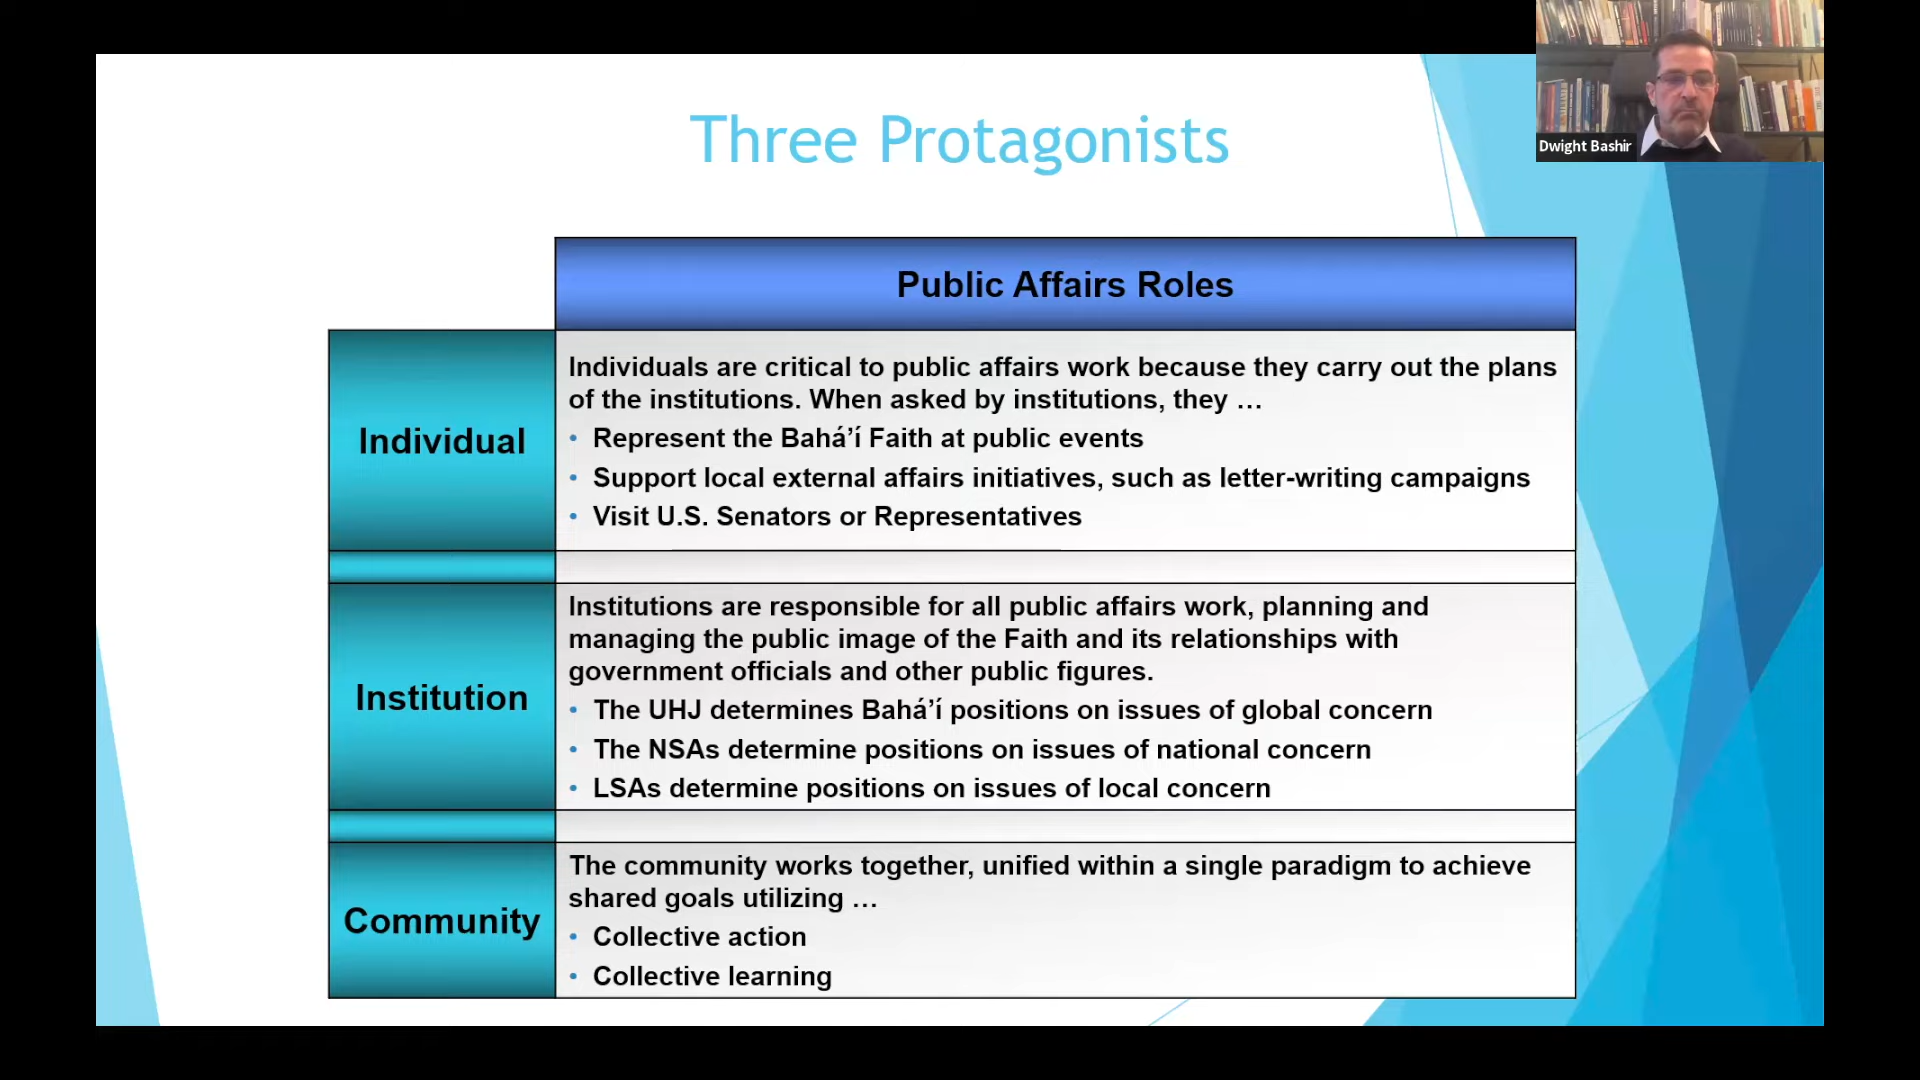 Three Protagonists
Dwight Bashir
Public Affairs Roles
Individual
Individuals are critical to public affairs work because they carry out the plans
of the institutions. When asked by institutions, they …
• Represent the Bahá’í Faith at public events
• Support local external affairs initiatives, such as letter-writing campaigns
• Visit U.S. Senators or Representatives
Institution
Institutions are responsible for all public affairs work, planning and
managing the public image of the Faith and its relationships with
government officials and other public figures.
• The UHJ determines Bahá’í positions on issues of global concern
• The NSAs determine positions on issues of national concern
• LSAs determine positions on issues of local concern
Community
The community works together, unified within a single paradigm to achieve
shared goals utilizing …
• Collective action
• Collective learning